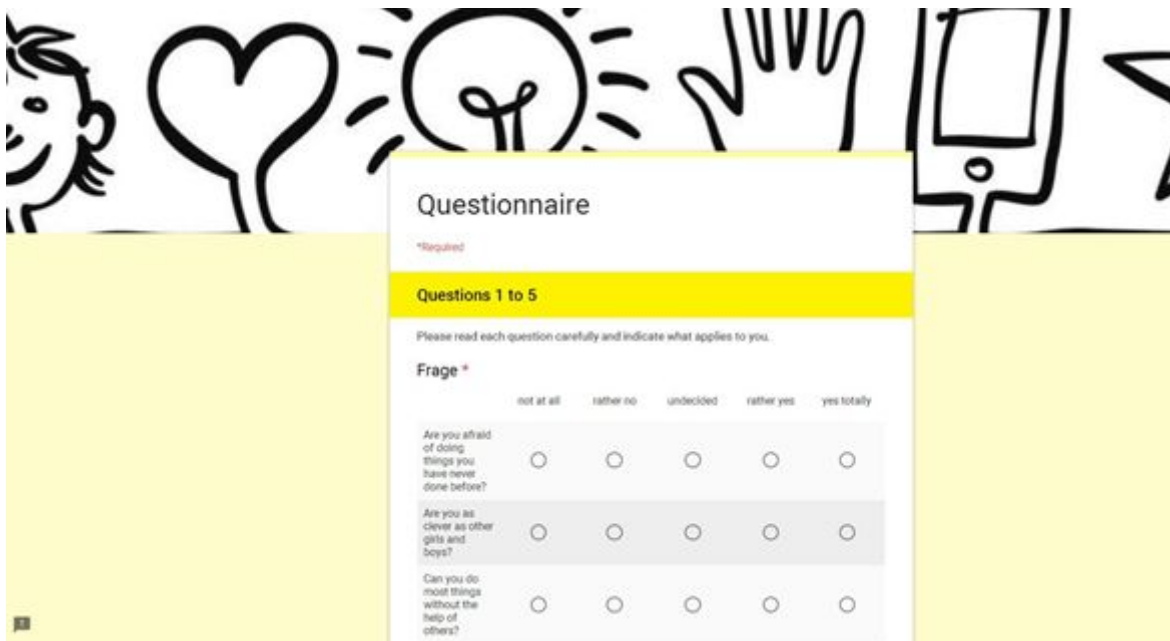 Questionnaire
*Required
Questions 1 to 5
Please read each question carefully and indicate what applies to you.
Frage *
not at all rather no undecided rather yes yes totally
Are you afraid
of doing
things you
have never
done before?
Are you as
clever as other
girls and
boys?
Can you do
most things
without the
help of
others?